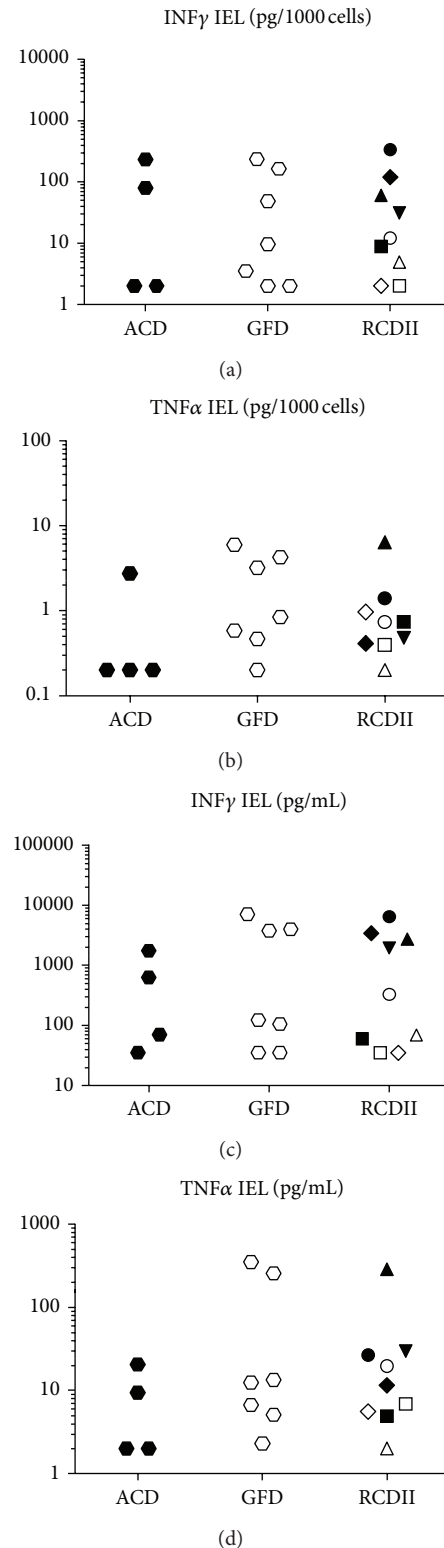 INFγ IEL (pg/1000 cells)
10000
1000
100
10
1
ACD GFD RCDII
(a)
TNFα IEL (pg/1000 cells)
100
10
1
0.1
ACD GFD RCDII
(b)
INFγ IEL (pg/mL)
100000
10000
1000
100
10
ACD GFD RCDII
(c)
TNFα IEL (pg/mL)
1000
100
10
1
ACD GFD RCDII
(d)